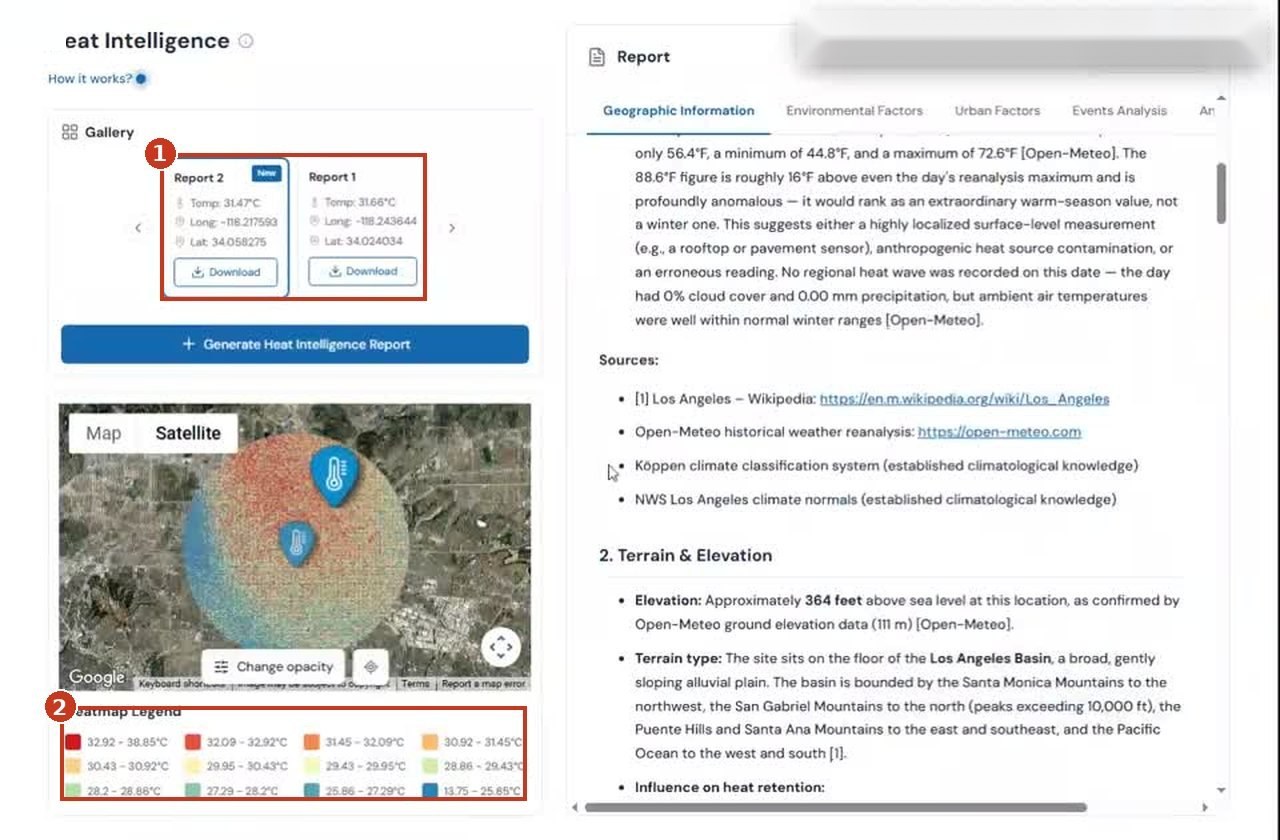 eat Intelligence
How it works?
Gallery
1
Report 2
New
Temp: 31.47°C
Long: -118.217593
Lat: 34.058275
Download
Report 1
Temp: 31.66°C
Long: -118.243644
Lat: 34.024034
Download
+ Generate Heat Intelligence Report
Map
Satellite
Change opacity
Google
Keyboard shortcuts
Image may be subject to copyright
Terms
Report a map error
2
eatmap Legend
32.92 - 38.85°C
32.09 - 32.92°C
31.45 - 32.09°C
30.92 - 31.45°C
30.43 - 30.92°C
29.95 - 30.43°C
29.43 - 29.95°C
28.86 - 29.43°C
28.2 - 28.86°C
27.29 - 28.2°C
25.86 - 27.29°C
13.75 - 25.85°C
Report
Geographic Information
Environmental Factors
Urban Factors
Events Analysis
An
only 56.4°F, a minimum of 44.8°F, and a maximum of 72.6°F [Open-Meteo]. The
88.6°F figure is roughly 16°F above even the day's reanalysis maximum and is
profoundly anomalous — it would rank as an extraordinary warm-season value, not
a winter one. This suggests either a highly localized surface-level measurement
(e.g., a rooftop or pavement sensor), anthropogenic heat source contamination, or
an erroneous reading. No regional heat wave was recorded on this date — the day
had 0% cloud cover and 0.00 mm precipitation, but ambient air temperatures
were well within normal winter ranges [Open-Meteo].
Sources:
• [1] Los Angeles – Wikipedia: https://en.m.wikipedia.org/wiki/Los_Angeles
• Open-Meteo historical weather reanalysis: https://open-meteo.com
• Köppen climate classification system (established climatological knowledge)
• NWS Los Angeles climate normals (established climatological knowledge)
2. Terrain & Elevation
• Elevation: Approximately 364 feet above sea level at this location, as confirmed by
Open-Meteo ground elevation data (111 m) [Open-Meteo].
• Terrain type: The site sits on the floor of the Los Angeles Basin, a broad, gently
sloping alluvial plain. The basin is bounded by the Santa Monica Mountains to the
northwest, the San Gabriel Mountains to the north (peaks exceeding 10,000 ft), the
Puente Hills and Santa Ana Mountains to the east and southeast, and the Pacific
Ocean to the west and south [1].
• Influence on heat retention: